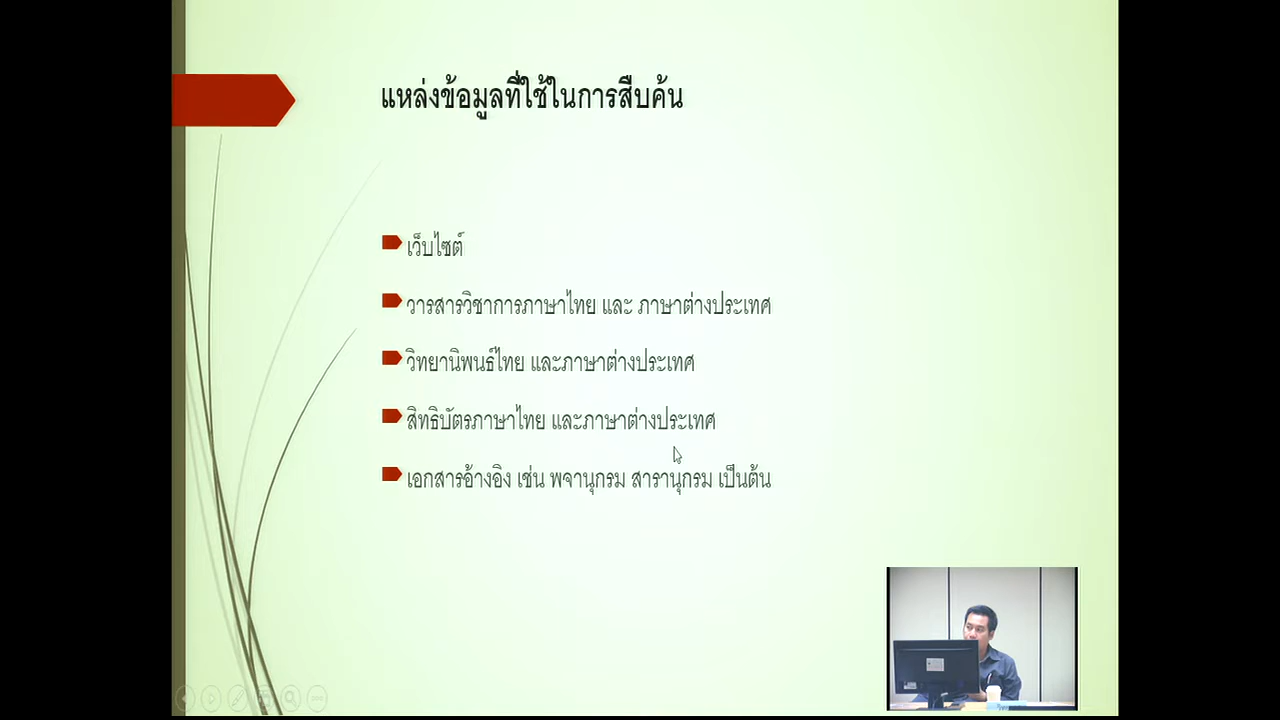 แหล่งข้อมูลที่ใช้ในการสืบค้น
เว็บไซต์
วารสารวิชาการภาษาไทย และ ภาษาต่างประเทศ
วิทยานิพนธ์ไทย และภาษาต่างประเทศ
สิทธิบัตรภาษาไทย และภาษาต่างประเทศ
เอกสารอ้างอิง เช่น พจานุกรม สารานุกรม เป็นต้น